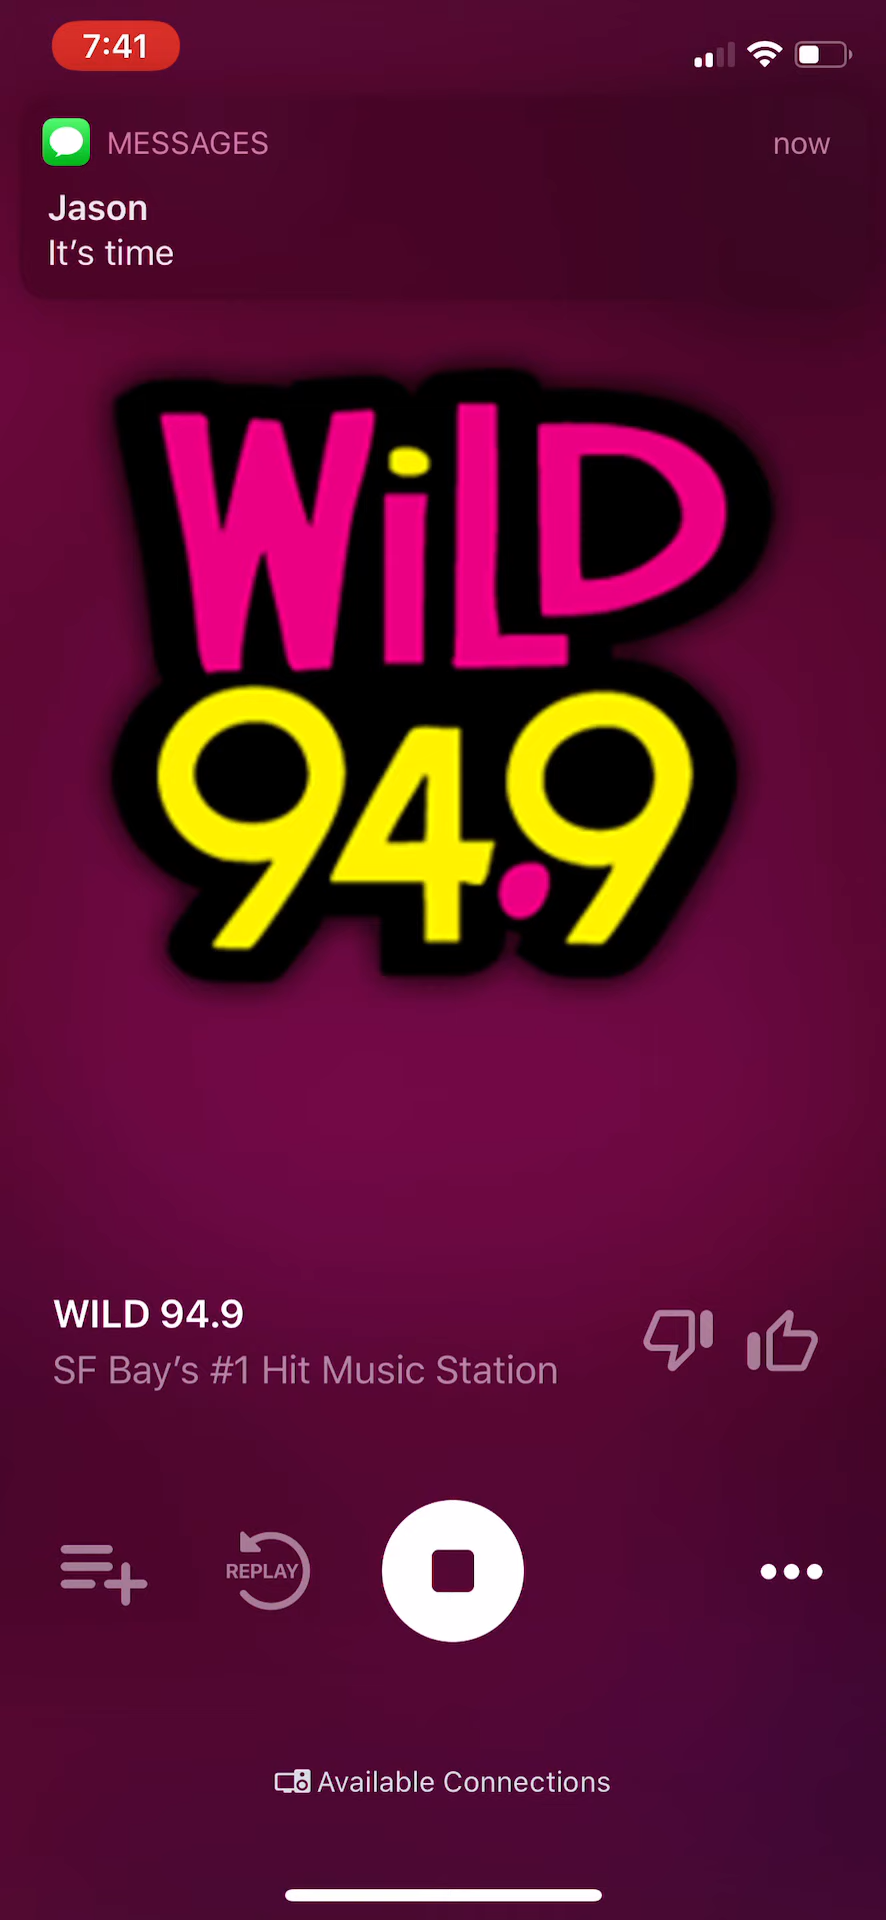 7:41
MESSAGES now
Jason
It’s time
WiLD
94.9
WILD 94.9
SF Bay’s #1 Hit Music Station
REPLAY
Available Connections